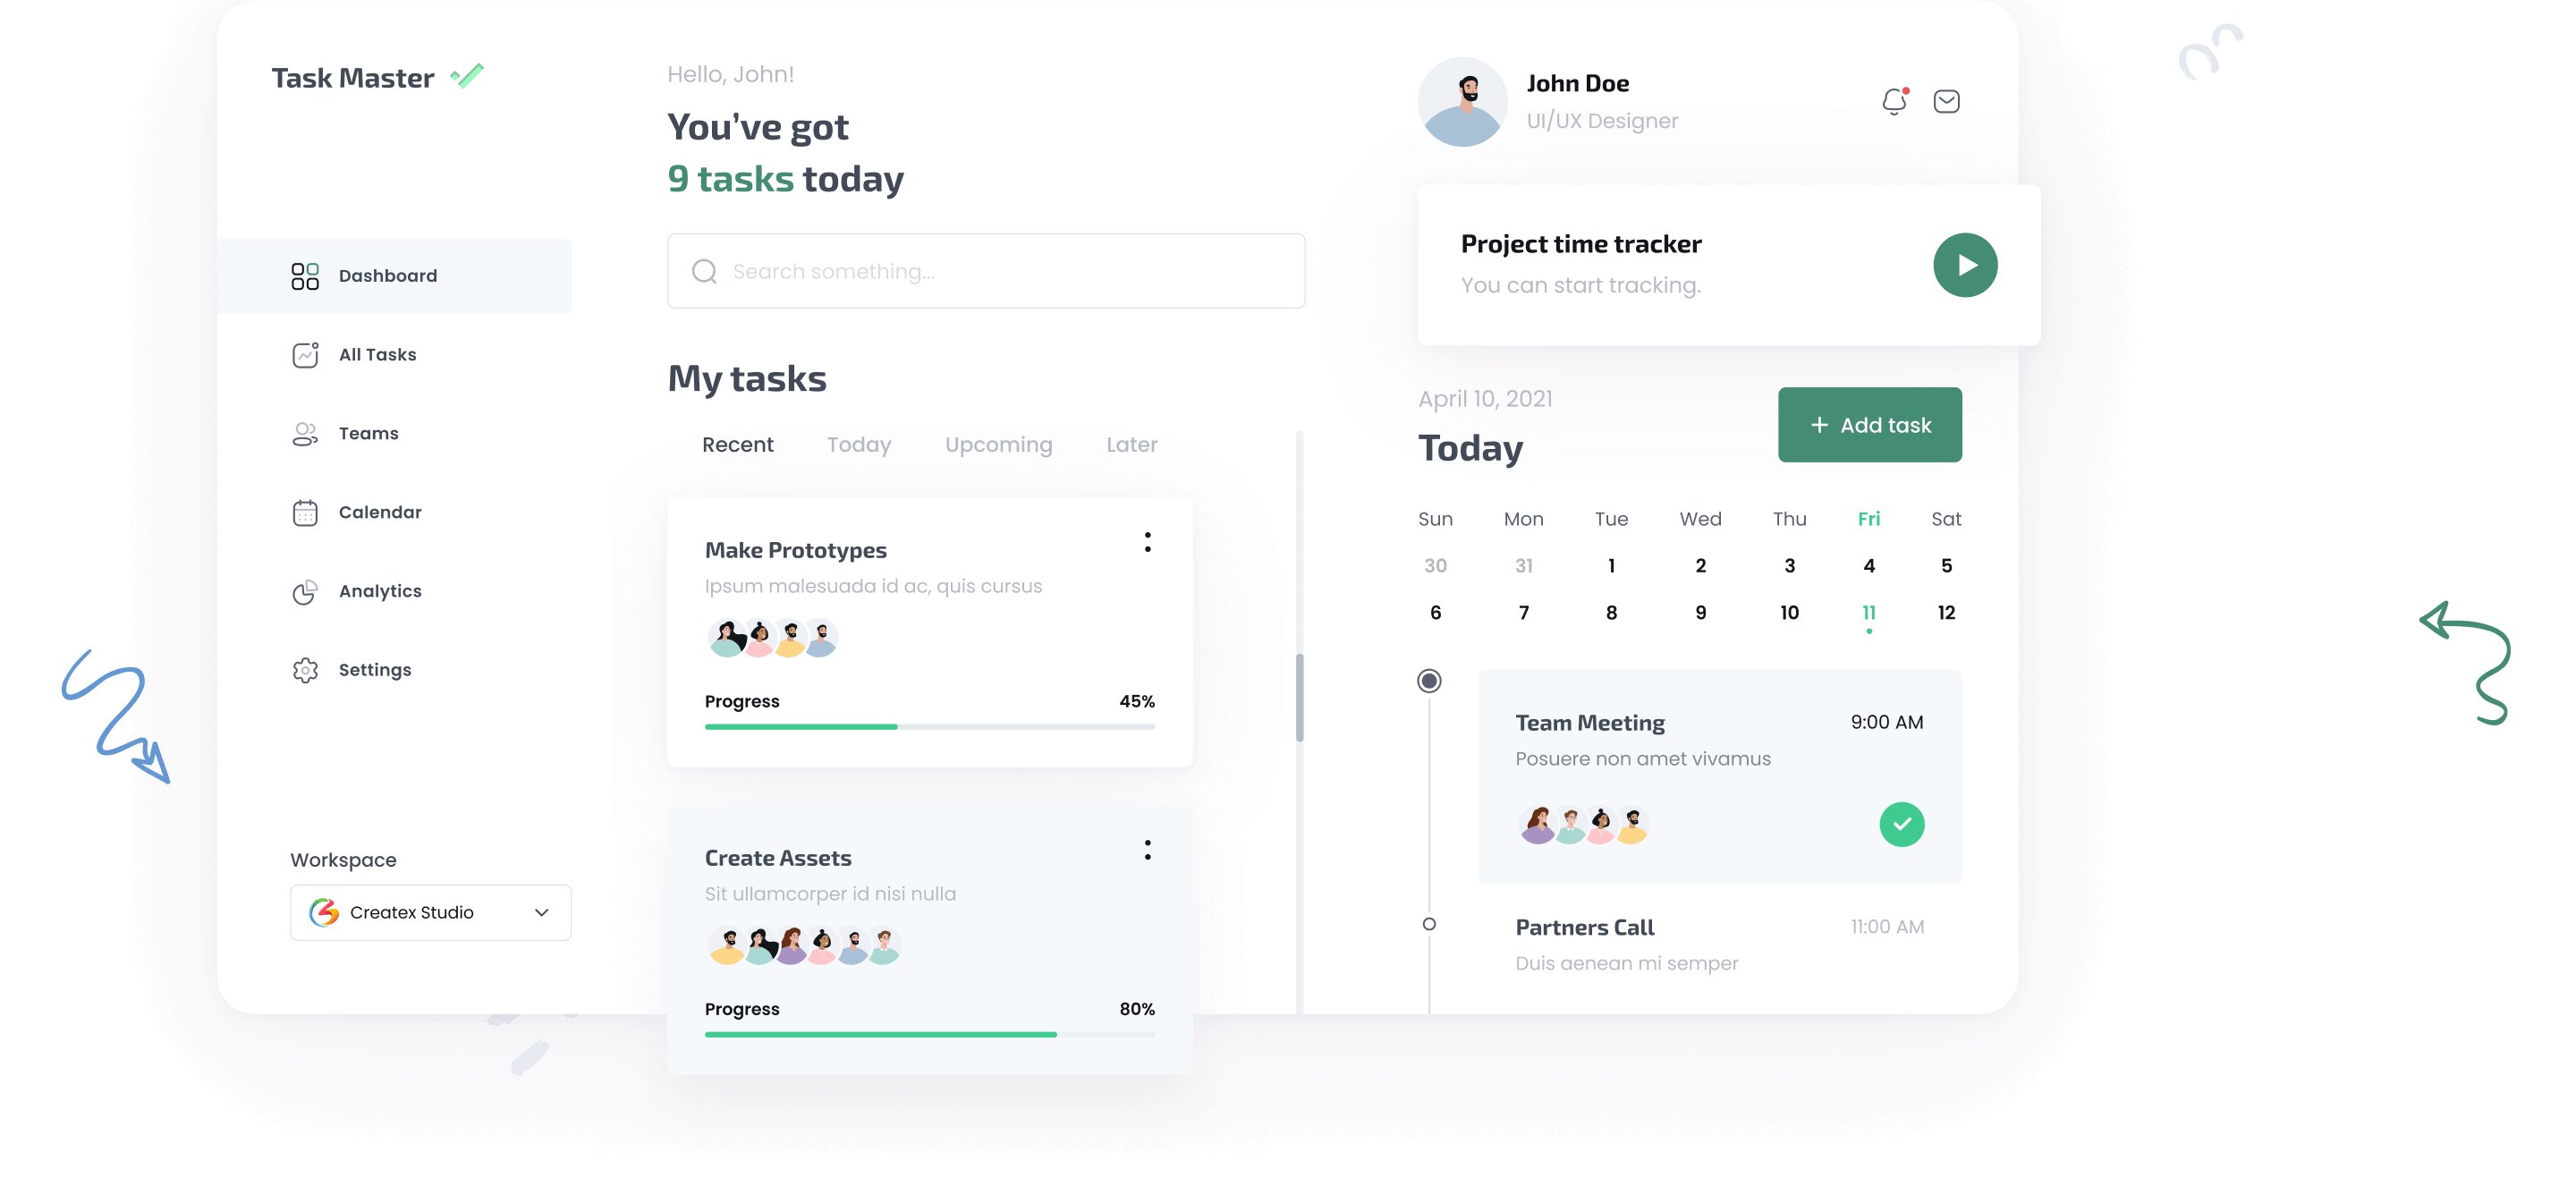 Task Master
Dashboard
All Tasks
Teams
Calendar
Analytics
Settings
Workspace
Createx Studio
Hello, John!
You’ve got
9 tasks today
Search something...
My tasks
Recent Today Upcoming Later
Make Prototypes
Ipsum malesuada id ac, quis cursus
Progress 45%
Create Assets
Sit ullamcorper id nisi nulla
Progress 80%
John Doe
UI/UX Designer
Project time tracker
You can start tracking.
April 10, 2021
Today
+ Add task
Sun Mon Tue Wed Thu Fri Sat
30 31 1 2 3 4 5
6 7 8 9 10 11 12
Team Meeting 9:00 AM
Posuere non amet vivamus
Partners Call 11:00 AM
Duis aenean mi semper